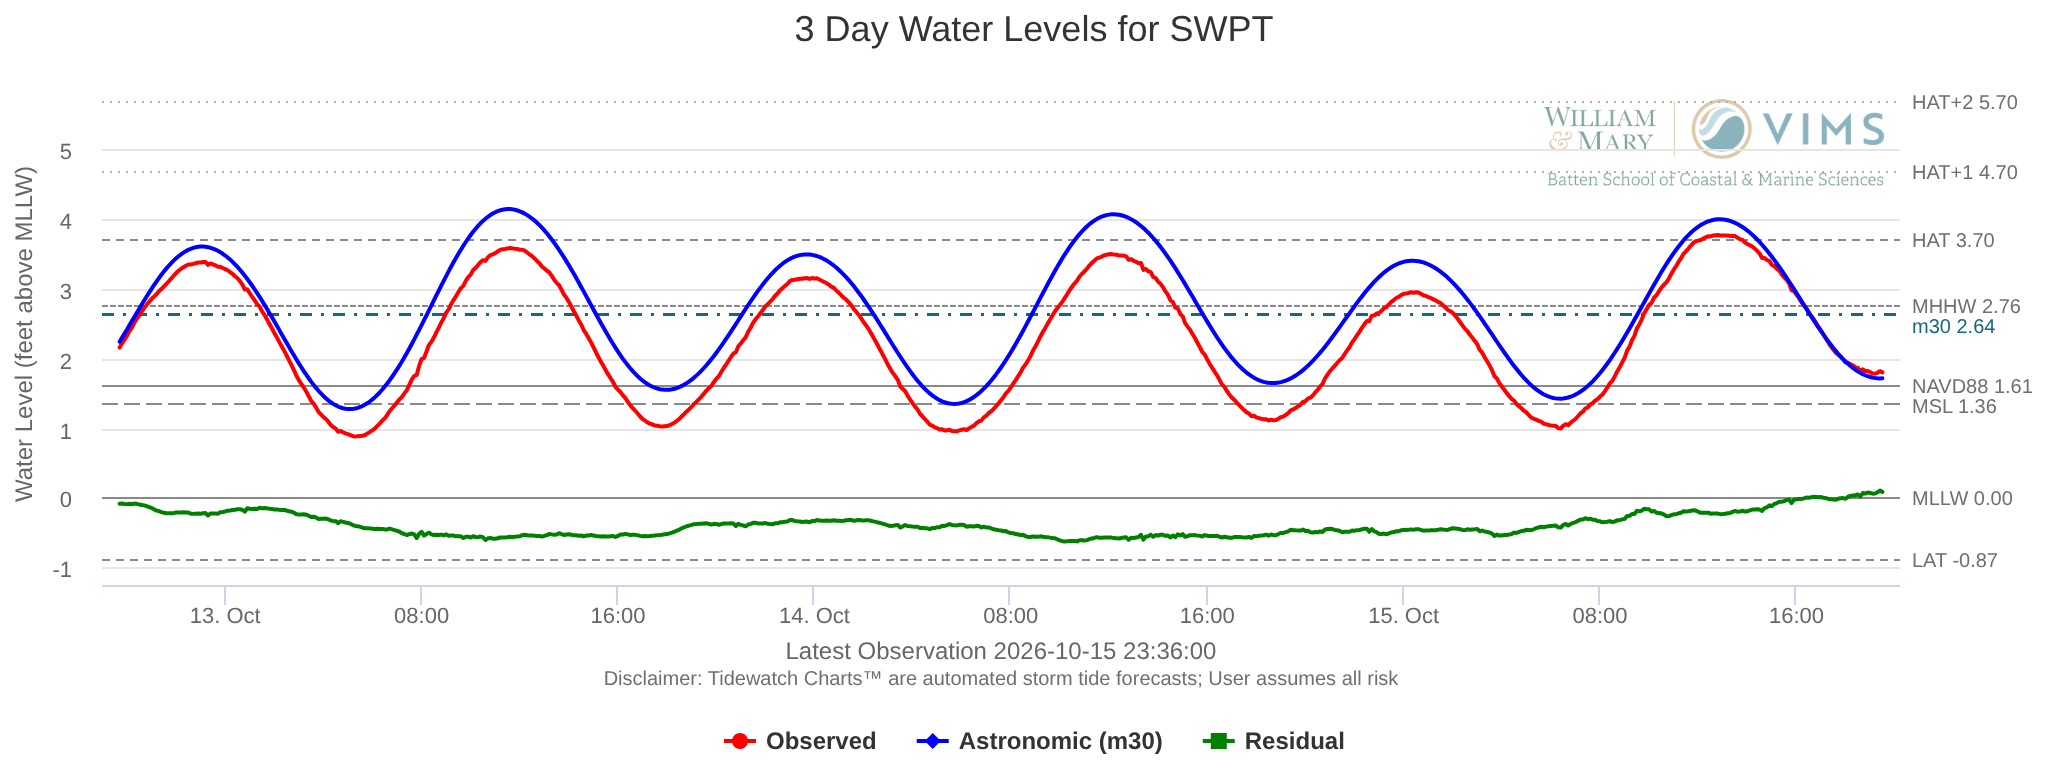 3 Day Water Levels for SWPT
HAT+2 5.70
WILLIAM
& MARY
VIMS
Batten School of Coastal & Marine Sciences
HAT+1 4.70
HAT 3.70
MHHW 2.76
m30 2.64
NAVD88 1.61
MSL 1.36
MLLW 0.00
LAT -0.87
Water Level (feet above MLLW)
5
4
3
2
1
0
-1
13. Oct 08:00 16:00 14. Oct 08:00 16:00 15. Oct 08:00 16:00
Latest Observation 2026-10-15 23:36:00
Disclaimer: Tidewatch Charts™ are automated storm tide forecasts; User assumes all risk
Observed Astronomic (m30) Residual